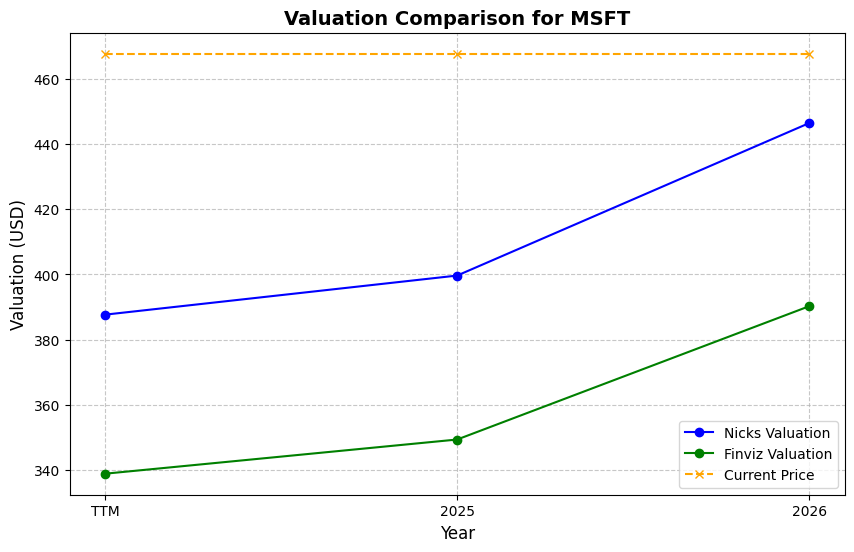 Valuation Comparison for MSFT
Valuation (USD)
460
440
420
400
380
360
340
TTM
2025
2026
Year
Nicks Valuation
Finviz Valuation
Current Price